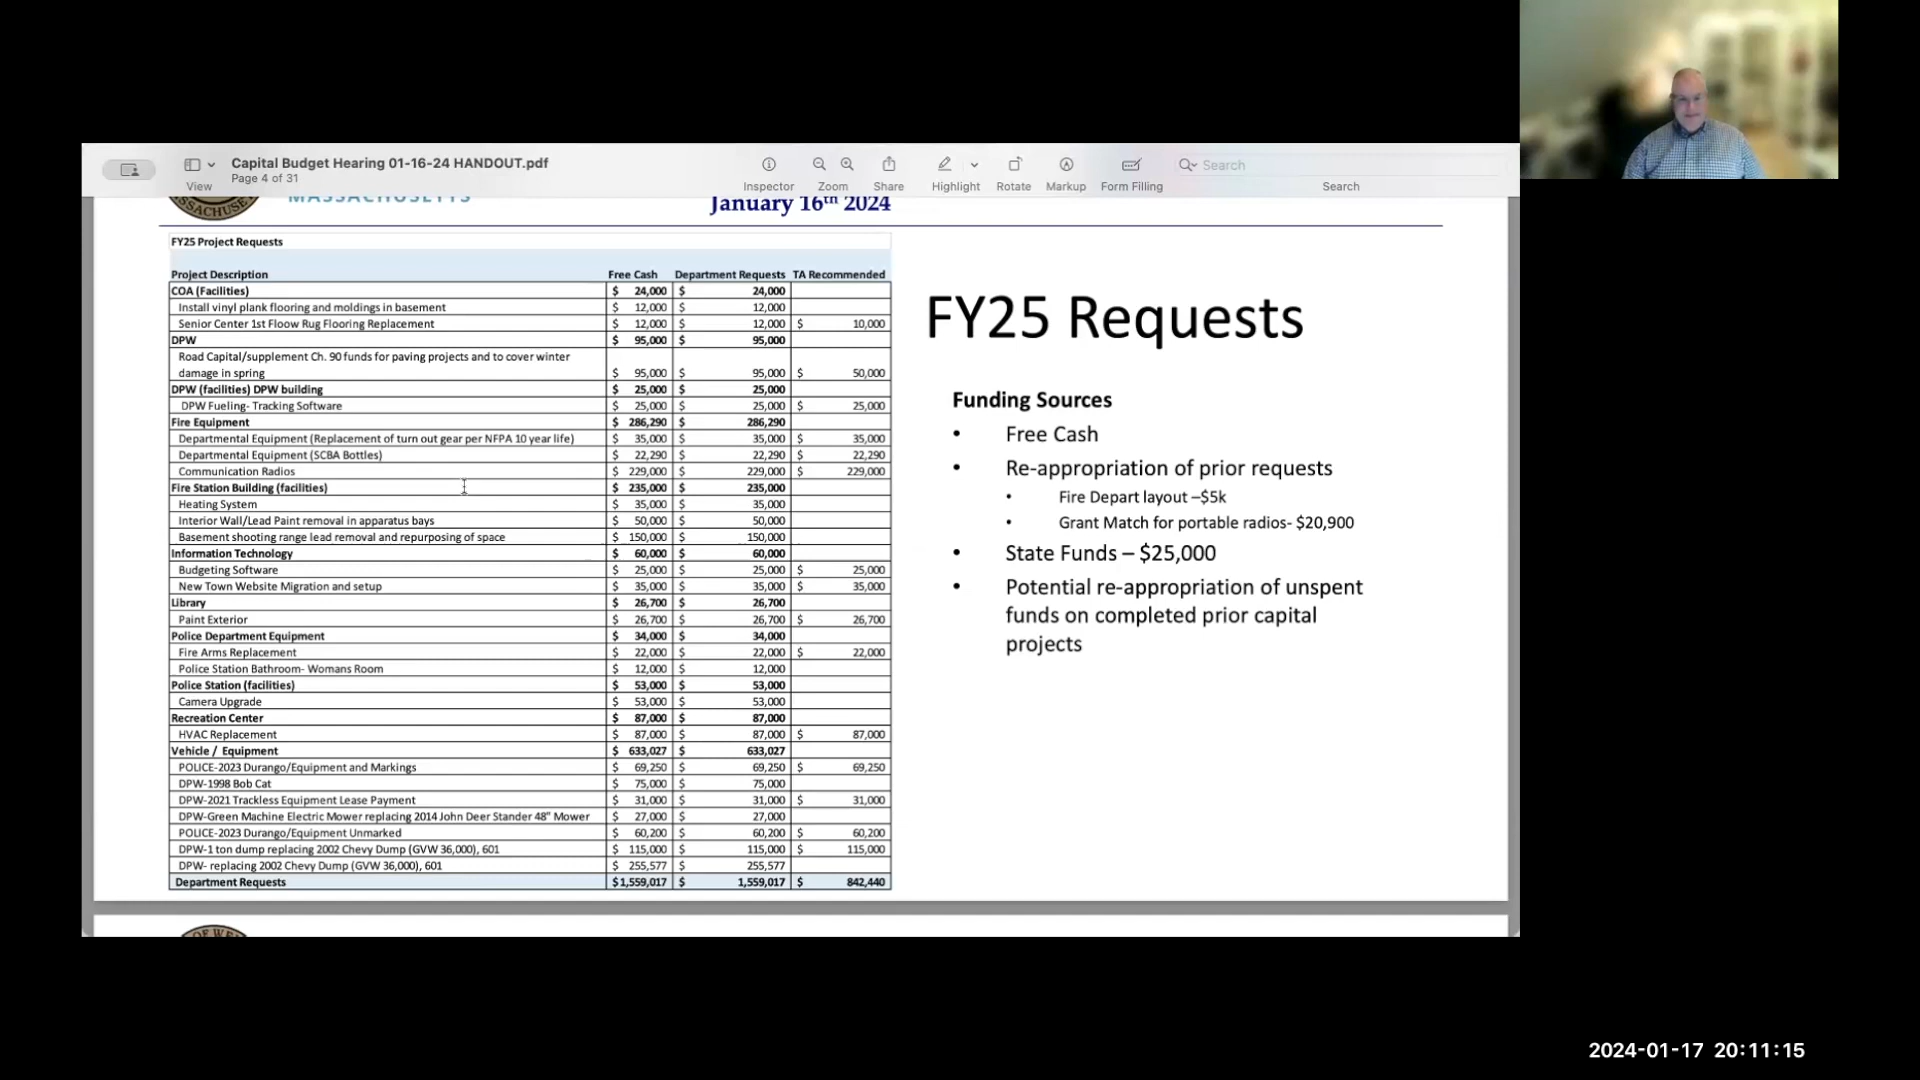 Capital Budget Hearing 01-16-24 HANDOUT.pdf
Page 4 of 31
View
Inspector
Zoom
Share
Highlight
Rotate
Markup
Form Filling
Search
Search
MASSACHUSETTS
January 16th 2024
FY25 Project Requests
Project Description Free Cash Department Requests TA Recommended
COA (Facilities) $ 24,000 $ 24,000
Install vinyl plank flooring and moldings in basement $ 12,000 $ 12,000
Senior Center 1st Floow Rug Flooring Replacement $ 12,000 $ 12,000 $ 10,000
DPW $ 95,000 $ 95,000
Road Capital/supplement Ch. 90 funds for paving projects and to cover winter
damage in spring $ 95,000 $ 95,000 $ 50,000
DPW (facilities) DPW building $ 25,000 $ 25,000
DPW Fueling- Tracking Software $ 25,000 $ 25,000 $ 25,000
Fire Equipment $ 286,290 $ 286,290
Departmental Equipment (Replacement of turn out gear per NFPA 10 year life) $ 35,000 $ 35,000 $ 35,000
Departmental Equipment (SCBA Bottles) $ 22,290 $ 22,290 $ 22,290
Communication Radios $ 229,000 $ 229,000 $ 229,000
Fire Station Building (facilities) $ 235,000 $ 235,000
Heating System $ 35,000 $ 35,000
Interior Wall/Lead Paint removal in apparatus bays $ 50,000 $ 50,000
Basement shooting range lead removal and repurposing of space $ 150,000 $ 150,000
Information Technology $ 60,000 $ 60,000
Budgeting Software $ 25,000 $ 25,000 $ 25,000
New Town Website Migration and setup $ 35,000 $ 35,000 $ 35,000
Library $ 26,700 $ 26,700
Paint Exterior $ 26,700 $ 26,700 $ 26,700
Police Department Equipment $ 34,000 $ 34,000
Fire Arms Replacement $ 22,000 $ 22,000 $ 22,000
Police Station Bathroom- Womans Room $ 12,000 $ 12,000
Police Station (facilities) $ 53,000 $ 53,000
Camera Upgrade $ 53,000 $ 53,000
Recreation Center $ 87,000 $ 87,000
HVAC Replacement $ 87,000 $ 87,000 $ 87,000
Vehicle / Equipment $ 633,027 $ 633,027
POLICE-2023 Durango/Equipment and Markings $ 69,250 $ 69,250 $ 69,250
DPW-1998 Bob Cat $ 75,000 $ 75,000
DPW-2021 Trackless Equipment Lease Payment $ 31,000 $ 31,000 $ 31,000
DPW-Green Machine Electric Mower replacing 2014 John Deer Stander 48" Mower $ 27,000 $ 27,000
POLICE-2023 Durango/Equipment Unmarked $ 60,200 $ 60,200 $ 60,200
DPW-1 ton dump replacing 2002 Chevy Dump (GVW 36,000), 601 $ 115,000 $ 115,000 $ 115,000
DPW- replacing 2002 Chevy Dump (GVW 36,000), 601 $ 255,577 $ 255,577
Department Requests $ 1,559,017 $ 1,559,017 $ 842,440
FY25 Requests
Funding Sources
• Free Cash
• Re-appropriation of prior requests
• Fire Depart layout –$5k
• Grant Match for portable radios- $20,900
• State Funds – $25,000
• Potential re-appropriation of unspent
funds on completed prior capital
projects
2024-01-17 20:11:15